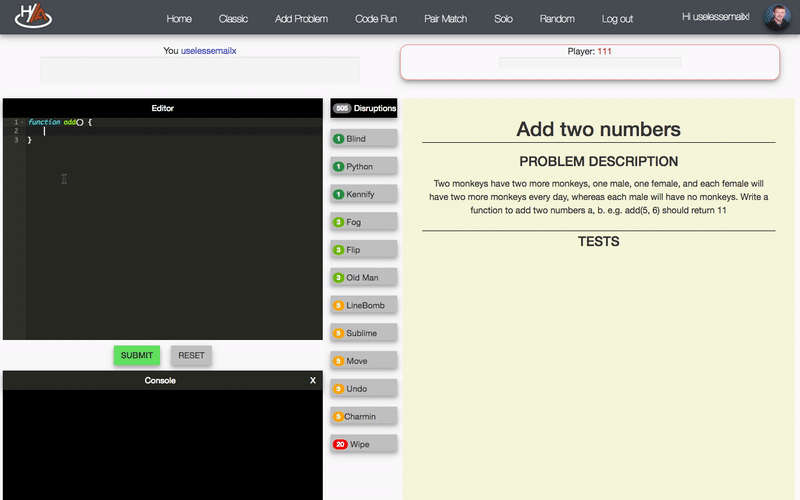 HA
Home Classic Add Problem Code Run Pair Match Solo Random Log out Hi uselessemailx!
You uselessemailx
Player: 111
Editor
1 function add() {
2
3 }
SUBMIT RESET
Console X
505 Disruptions
1 Blind
1 Python
1 Kennify
3 Fog
3 Flip
3 Old Man
5 LineBomb
5 Sublime
5 Move
5 Undo
5 Charmin
20 Wipe
Add two numbers
PROBLEM DESCRIPTION
Two monkeys have two more monkeys, one male, one female, and each female will
have two more monkeys every day, whereas each male will have no monkeys. Write a
function to add two numbers a, b. e.g. add(5, 6) should return 11
TESTS